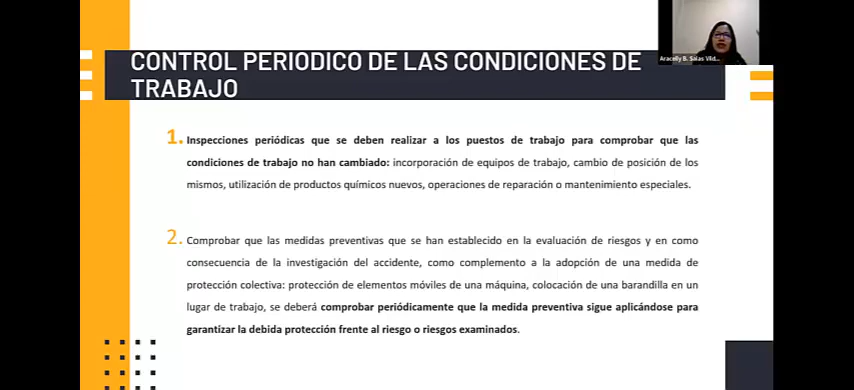 CONTROL PERIODICO DE LAS CONDICIONES DE
TRABAJO
Aracelly B. Salas Vild...
1. Inspecciones periódicas que se deben realizar a los puestos de trabajo para comprobar que las
condiciones de trabajo no han cambiado: incorporación de equipos de trabajo, cambio de posición de los
mismos, utilización de productos químicos nuevos, operaciones de reparación o mantenimiento especiales.
2. Comprobar que las medidas preventivas que se han establecido en la evaluación de riesgos y en como
consecuencia de la investigación del accidente, como complemento a la adopción de una medida de
protección colectiva: protección de elementos móviles de una máquina, colocación de una barandilla en un
lugar de trabajo, se deberá comprobar periódicamente que la medida preventiva sigue aplicándose para
garantizar la debida protección frente al riesgo o riesgos examinados.